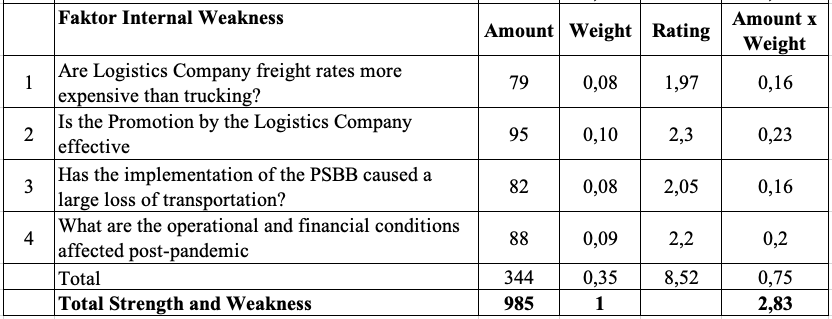 Faktor Internal Weakness Amount Weight Rating Amount x
Weight
1 Are Logistics Company freight rates more
expensive than trucking? 79 0,08 1,97 0,16
2 Is the Promotion by the Logistics Company
effective 95 0,10 2,3 0,23
3 Has the implementation of the PSBB caused a
large loss of transportation? 82 0,08 2,05 0,16
4 What are the operational and financial conditions
affected post-pandemic 88 0,09 2,2 0,2
Total 344 0,35 8,52 0,75
Total Strength and Weakness 985 1 2,83